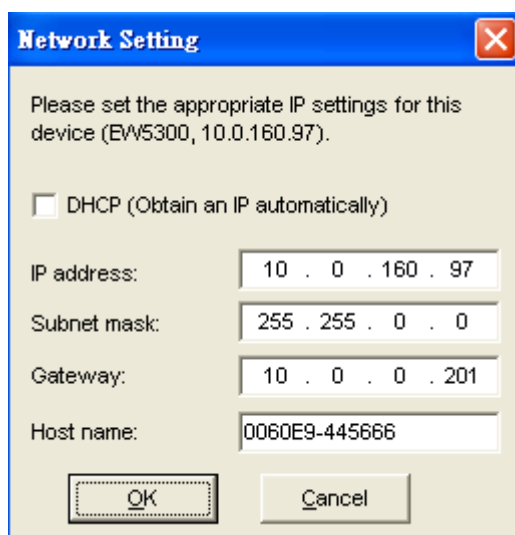 Network Setting
Please set the appropriate IP settings for this
device (EW5300, 10.0.160.97).
DHCP (Obtain an IP automatically)
IP address: 10 . 0 . 160 . 97
Subnet mask: 255 . 255 . 0 . 0
Gateway: 10 . 0 . 0 . 201
Host name: 0060E9-445666
OK Cancel